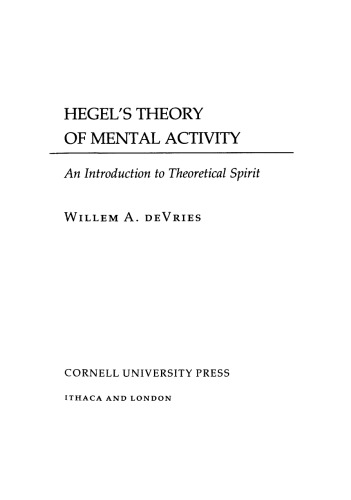 HEGEL'S THEORY
OF MENTAL ACTIVITY
An Introduction to Theoretical Spirit
WILLEM A. DEVRIES
CORNELL UNIVERSITY PRESS
ITHACA AND LONDON